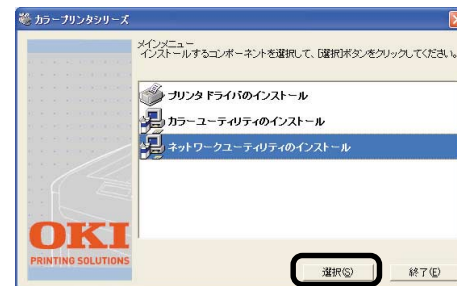 カラープリンタシリーズ
メインメニュー
インストールするコンポーネントを選択して、[選択]ボタンをクリックしてください。
プリンタドライバのインストール
カラーユーティリティのインストール
ネットワークユーティリティのインストール
OKI
PRINTING SOLUTIONS
選択(S)
終了(E)